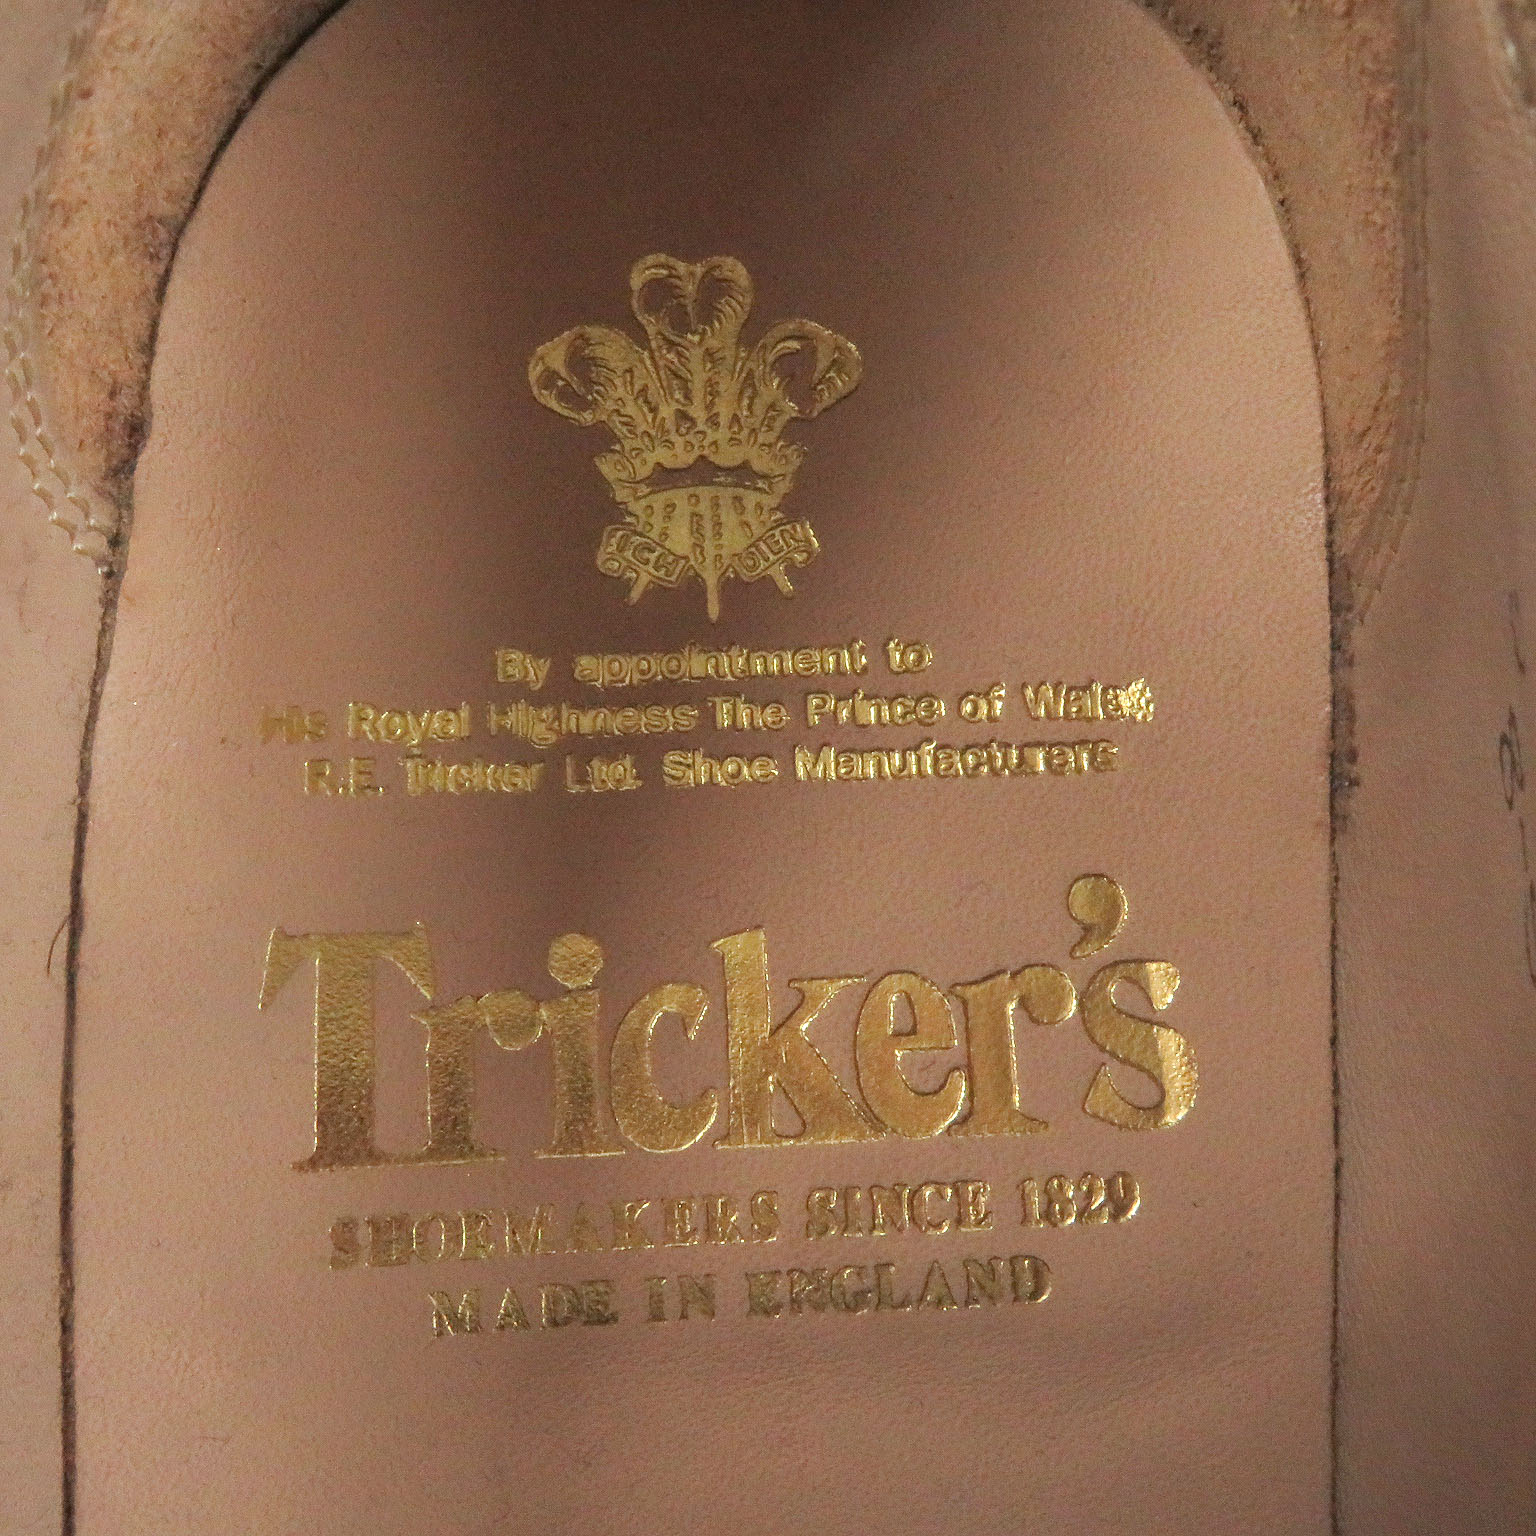 ICH DIEN
By appointment to
His Royal Highness The Prince of Wales
R.E. Tricker Ltd. Shoe Manufacturers
Tricker's
SHOEMAKERS SINCE 1829
MADE IN ENGLAND